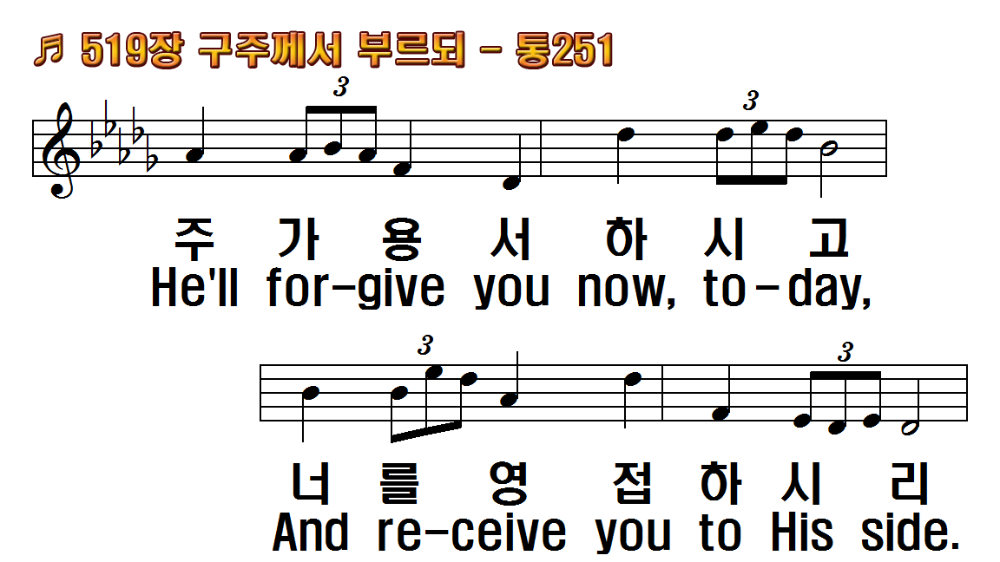 519장 구주께서 부르되 - 통251
3 3
주 가 용 서 하 시 고
He'll for-give you now, to-day,
3 3
너 를 영 접 하 시 리
And re-ceive you to His side.